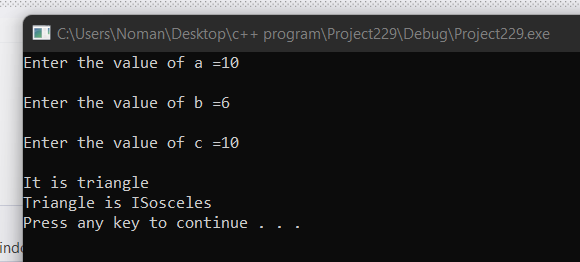 C:\Users\Noman\Desktop\c++ program\Project229\Debug\Project229.exe
Enter the value of a =10
Enter the value of b =6
Enter the value of c =10
It is triangle
Triangle is ISosceles
Press any key to continue . . .